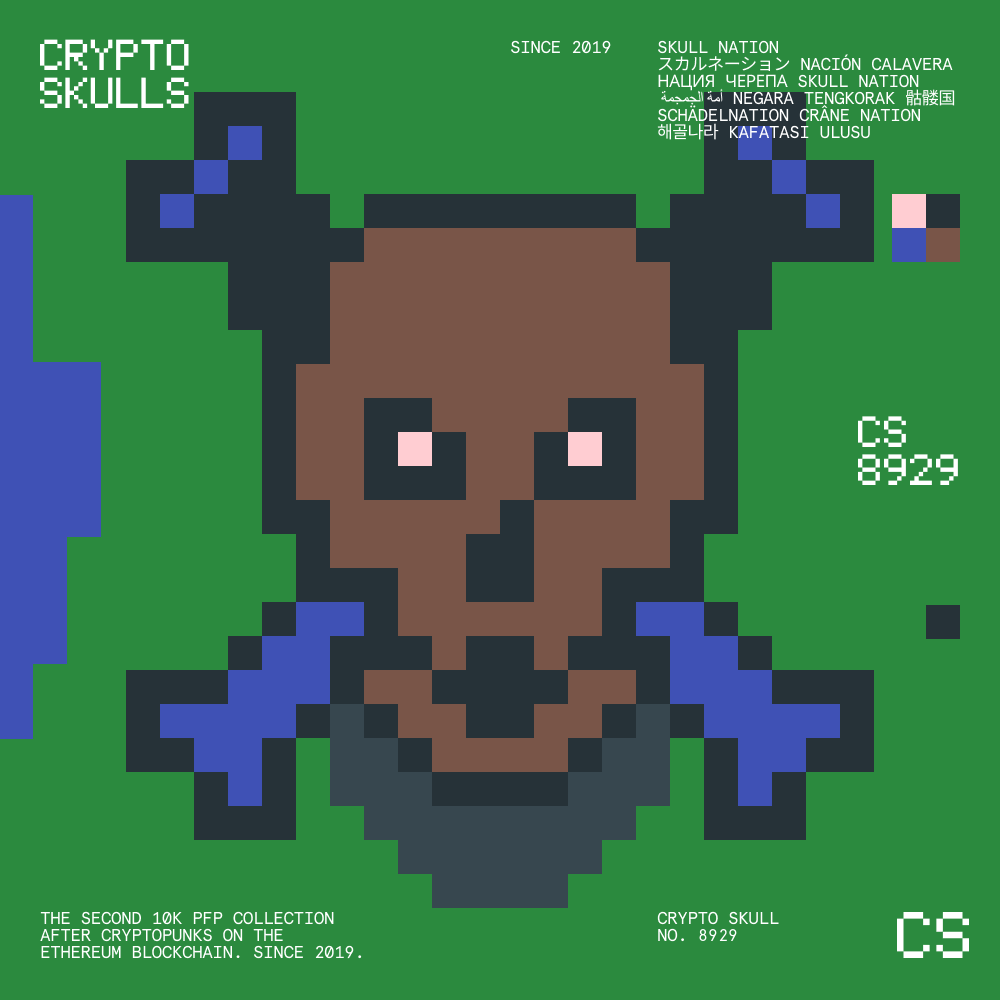 CRYPTO
SKULLS
SINCE 2019
SKULL NATION
スカルネーション NACIÓN CALAVERA
НАЦИЯ ЧЕРЕПА SKULL NATION
أمة الجمجمة NEGARA TENGKORAK 骷髅国
SCHÄDELNATION CRÂNE NATION
해골나라 KAFATASI ULUSU
CS
8929
THE SECOND 10K PFP COLLECTION
AFTER CRYPTOPUNKS ON THE
ETHEREUM BLOCKCHAIN. SINCE 2019.
CRYPTO SKULL
NO. 8929
CS